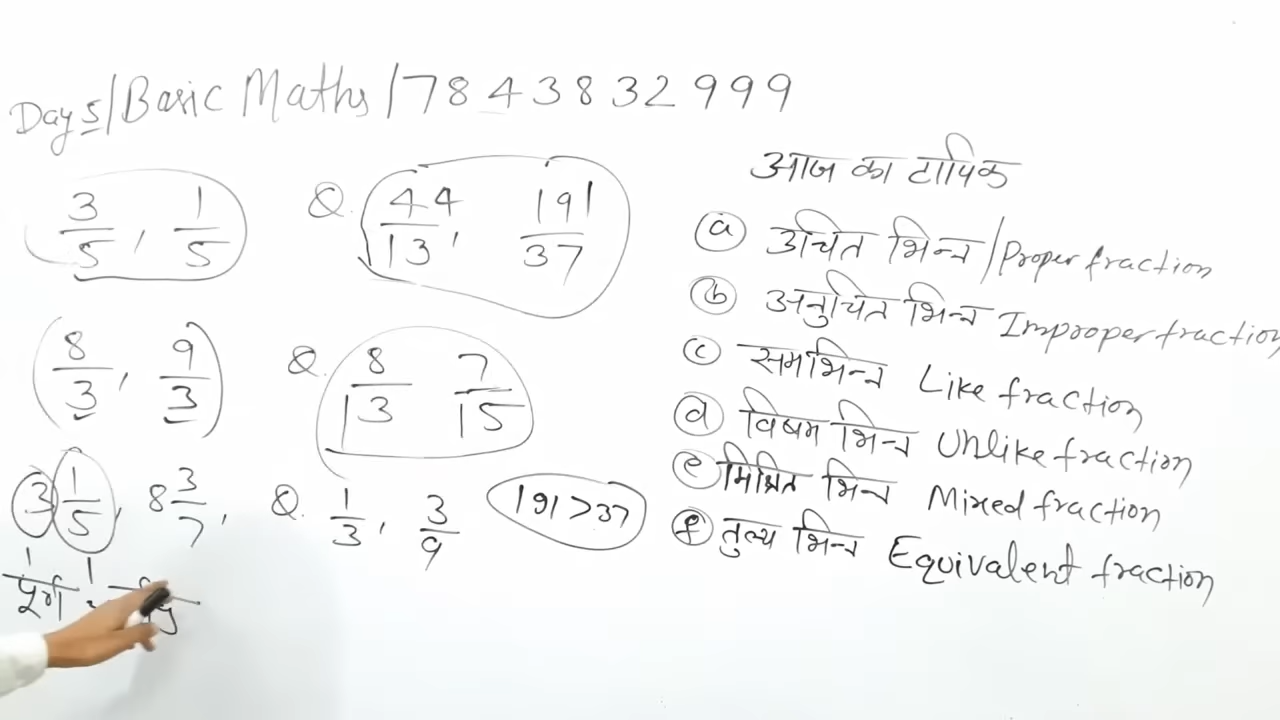 Day 5/Basic Maths/7843832999
आज का टापिक
3/5, 1/5
Q. 44/13, 191/37
(8/3, 9/3)
Q. 8/13 7/15
3 1/5, 8 3/7,
Q. 1/3, 3/9
191>37
पूर्ण
(a) उचित भिन्न/Proper fraction
(b) अनुचित भिन्न Improper fraction
(c) समभिन्न Like fraction
(d) विषम भिन्न Unlike fraction
(e) मिश्रित भिन्न Mixed fraction
(f) तुल्य भिन्न Equivalent fraction